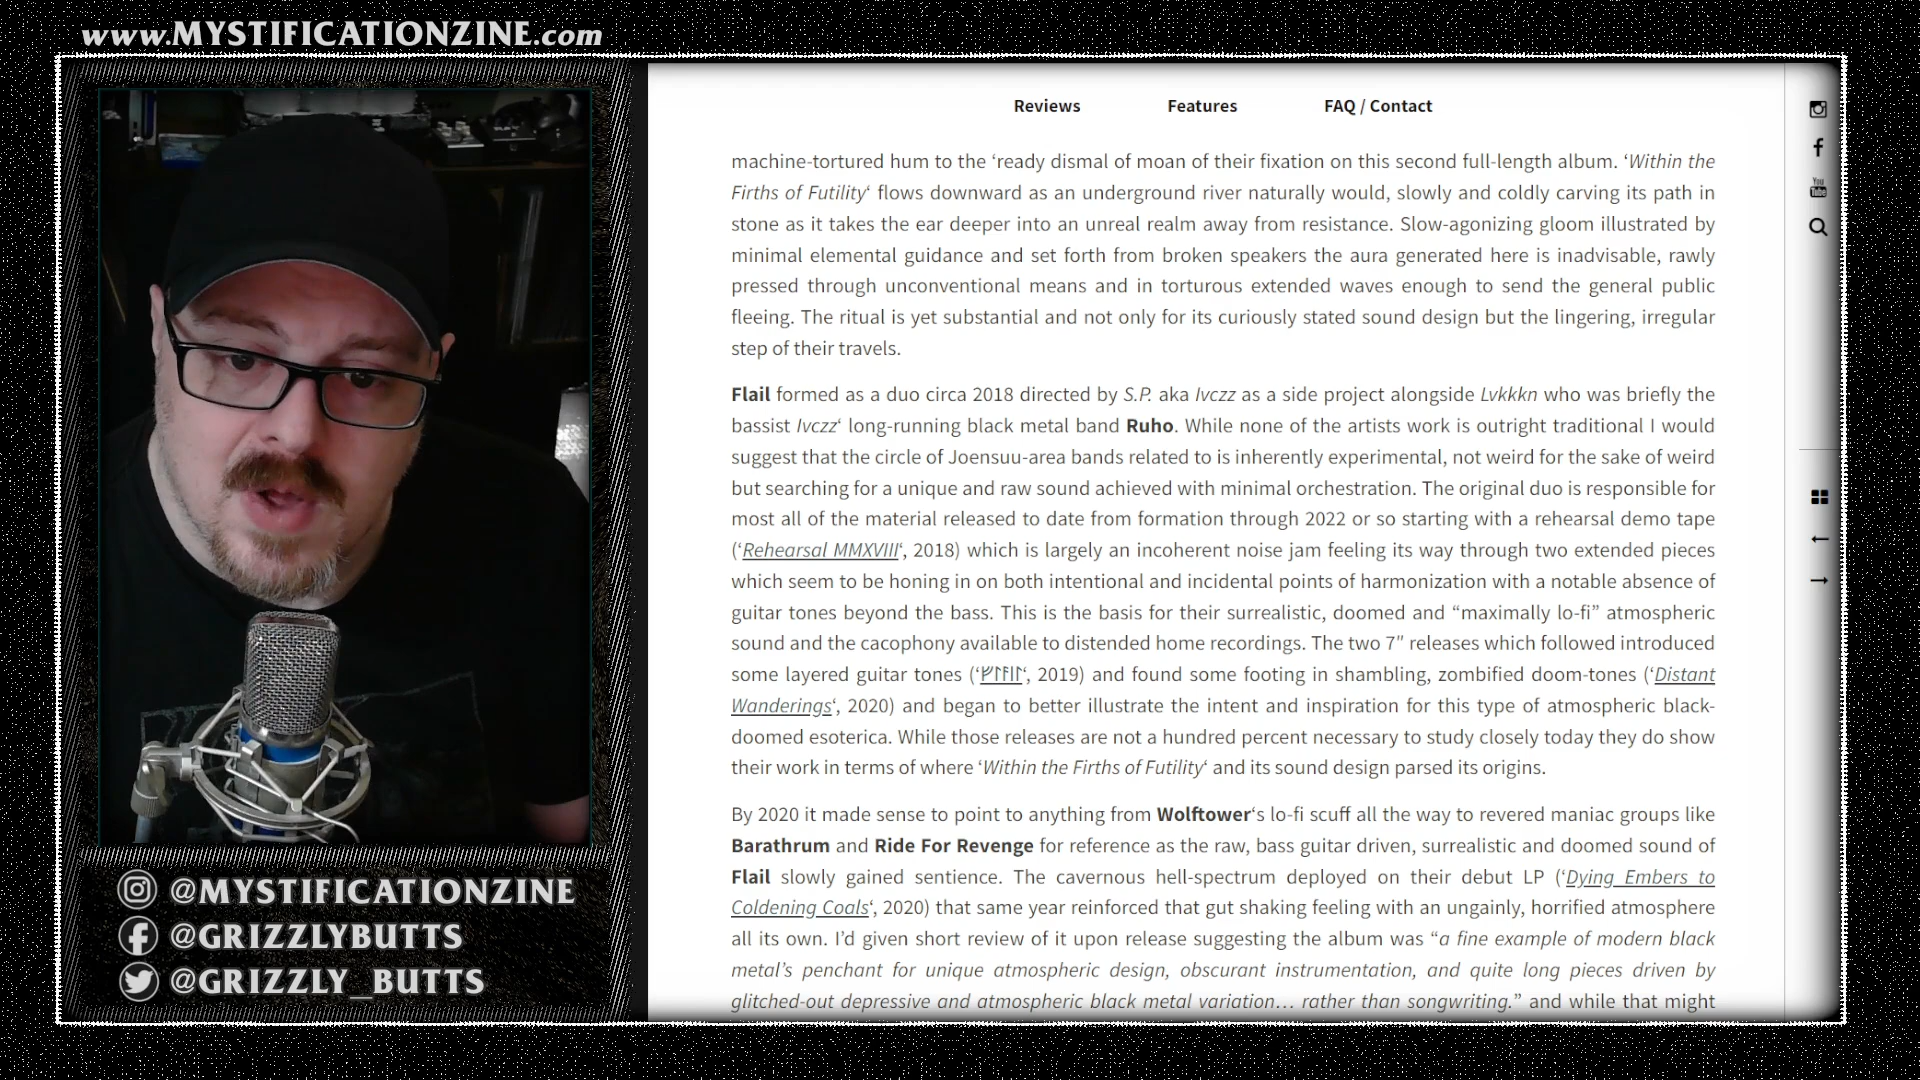 www.MYSTIFICATIONZINE.com
Reviews Features FAQ / Contact
machine-tortured hum to the ‘ready dismal of moan of their fixation on this second full-length album. ‘Within the
Firths of Futility‘ flows downward as an underground river naturally would, slowly and coldly carving its path in
stone as it takes the ear deeper into an unreal realm away from resistance. Slow-agonizing gloom illustrated by
minimal elemental guidance and set forth from broken speakers the aura generated here is inadvisable, rawly
pressed through unconventional means and in torturous extended waves enough to send the general public
fleeing. The ritual is yet substantial and not only for its curiously stated sound design but the lingering, irregular
step of their travels.
Flail formed as a duo circa 2018 directed by S.P. aka Ivczz as a side project alongside Lvkkkn who was briefly the
bassist Ivczz‘ long-running black metal band Ruho. While none of the artists work is outright traditional I would
suggest that the circle of Joensuu-area bands related to is inherently experimental, not weird for the sake of weird
but searching for a unique and raw sound achieved with minimal orchestration. The original duo is responsible for
most all of the material released to date from formation through 2022 or so starting with a rehearsal demo tape
(‘Rehearsal MMXVIII‘, 2018) which is largely an incoherent noise jam feeling its way through two extended pieces
which seem to be honing in on both intentional and incidental points of harmonization with a notable absence of
guitar tones beyond the bass. This is the basis for their surrealistic, doomed and “maximally lo-fi” atmospheric
sound and the cacophony available to distended home recordings. The two 7″ releases which followed introduced
some layered guitar tones (‘ᚠᛚᚨᛁᛚ‘, 2019) and found some footing in shambling, zombified doom-tones (‘Distant
Wanderings‘, 2020) and began to better illustrate the intent and inspiration for this type of atmospheric black-
doomed esoterica. While those releases are not a hundred percent necessary to study closely today they do show
their work in terms of where ‘Within the Firths of Futility‘ and its sound design parsed its origins.
By 2020 it made sense to point to anything from Wolftower‘s lo-fi scuff all the way to revered maniac groups like
Barathrum and Ride For Revenge for reference as the raw, bass guitar driven, surrealistic and doomed sound of
Flail slowly gained sentience. The cavernous hell-spectrum deployed on their debut LP (‘Dying Embers to
Coldening Coals‘, 2020) that same year reinforced that gut shaking feeling with an ungainly, horrified atmosphere
all its own. I’d given short review of it upon release suggesting the album was “a fine example of modern black
metal’s penchant for unique atmospheric design, obscurant instrumentation, and quite long pieces driven by
glitched-out depressive and atmospheric black metal variation… rather than songwriting.” and while that might
You
Tube
@MYSTIFICATIONZINE
@GRIZZLYBUTTS
@GRIZZLY_BUTTS